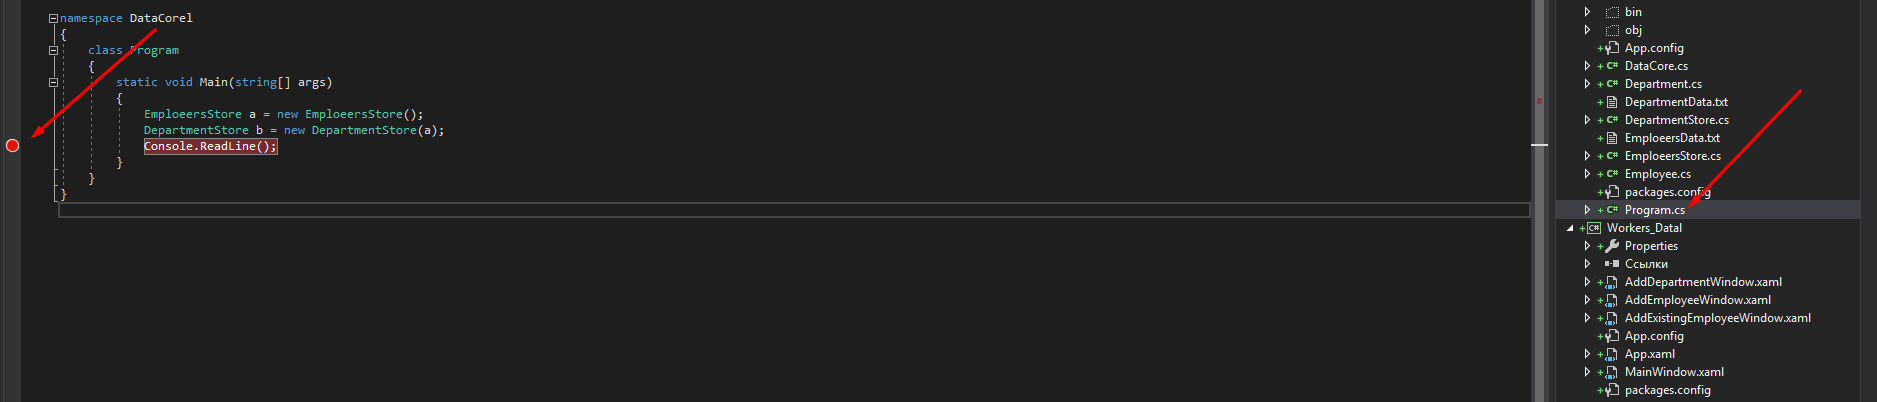 namespace DataCorel
{
class Program
{
static void Main(string[] args)
{
EmploeersStore a = new EmploeersStore();
DepartmentStore b = new DepartmentStore(a);
Console.ReadLine();
}
}
}
bin
obj
App.config
C# DataCore.cs
C# Department.cs
DepartmentData.txt
C# DepartmentStore.cs
EmploeersData.txt
C# EmploeersStore.cs
C# Employee.cs
packages.config
C# Program.cs
C# Workers_DataI
Properties
Ссылки
AddDepartmentWindow.xaml
AddEmployeeWindow.xaml
AddExistingEmployeeWindow.xaml
App.config
App.xaml
MainWindow.xaml
packages.config